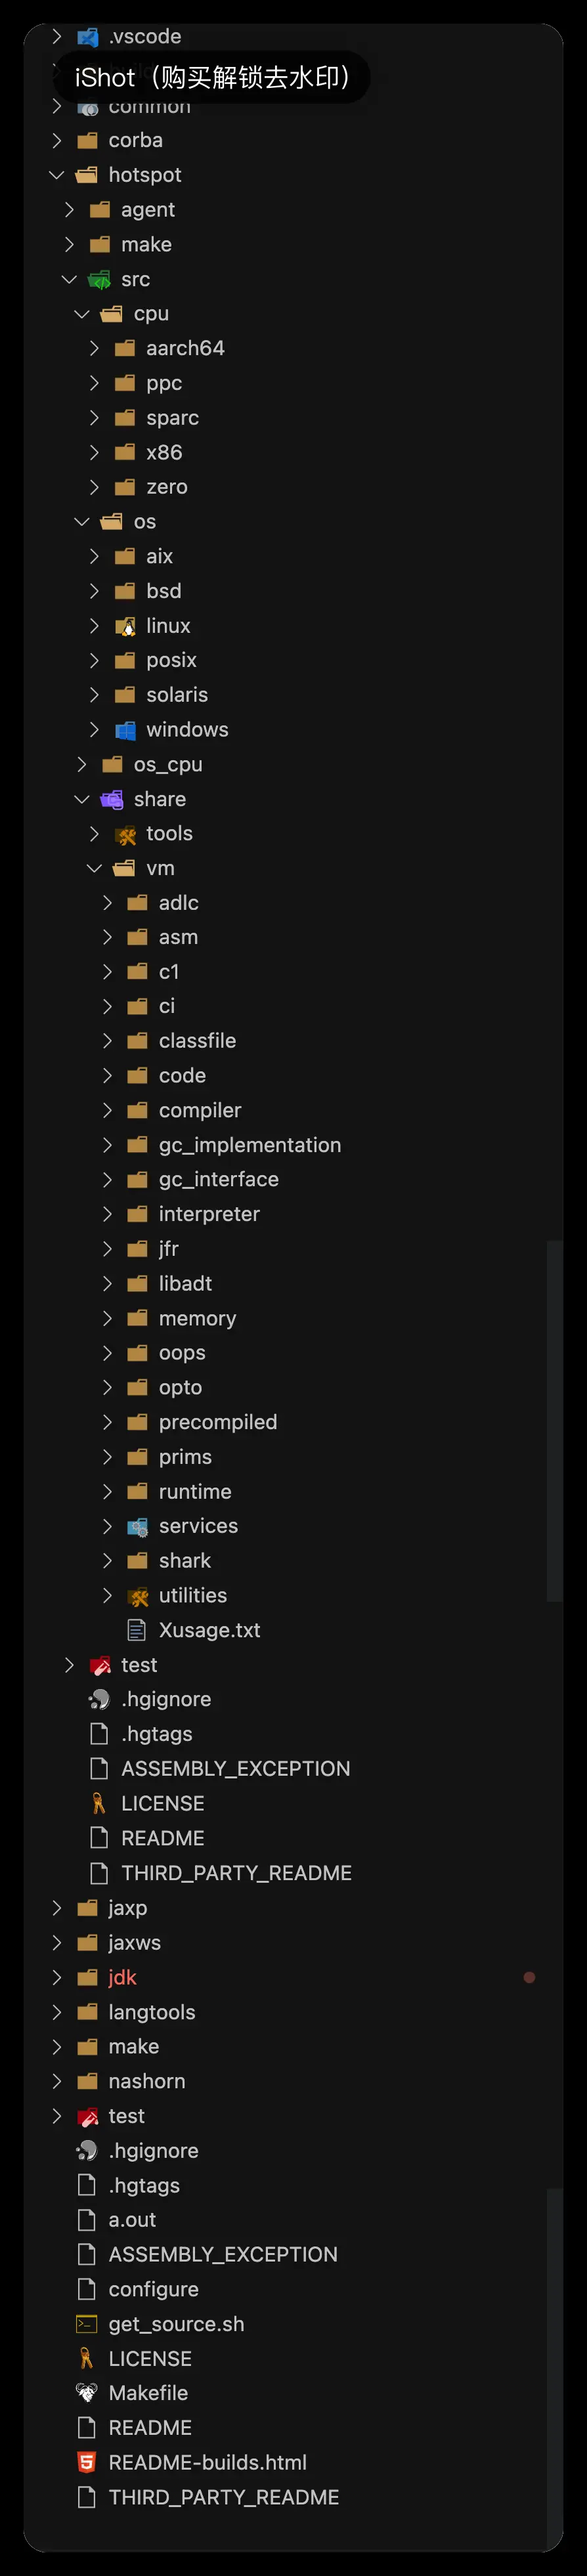 .vscode
iShot（购买解锁去水印）
common
corba
hotspot
agent
make
src
cpu
aarch64
ppc
sparc
x86
zero
os
aix
bsd
linux
posix
solaris
windows
os_cpu
share
tools
vm
adlc
asm
c1
ci
classfile
code
compiler
gc_implementation
gc_interface
interpreter
jfr
libadt
memory
oops
opto
precompiled
prims
runtime
services
shark
utilities
Xusage.txt
test
.hgignore
.hgtags
ASSEMBLY_EXCEPTION
LICENSE
README
THIRD_PARTY_README
jaxp
jaxws
jdk
langtools
make
nashorn
test
.hgignore
.hgtags
a.out
ASSEMBLY_EXCEPTION
configure
get_source.sh
LICENSE
Makefile
README
README-builds.html
THIRD_PARTY_README